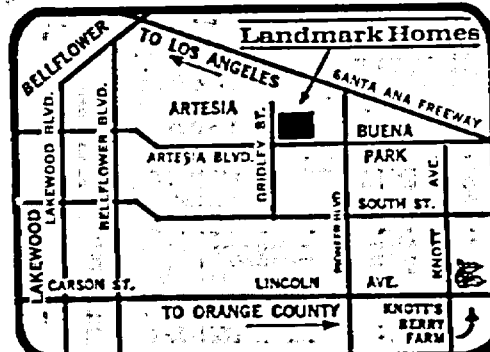 BELLFLOWER
TO LOS ANGELES
Landmark Homes
SANTA ANA FREEWAY
ARTESIA
LAKEWOOD BLVD.
BELLFLOWER BLVD.
GRIDLEY ST.
BUENA
PARK
ARTESIA BLVD.
PIONEER BLVD
KNOTT AVE.
SOUTH ST.
LAKEWOOD
CARSON ST.
LINCOLN AVE.
TO ORANGE COUNTY
KNOTT'S
BERRY
FARM